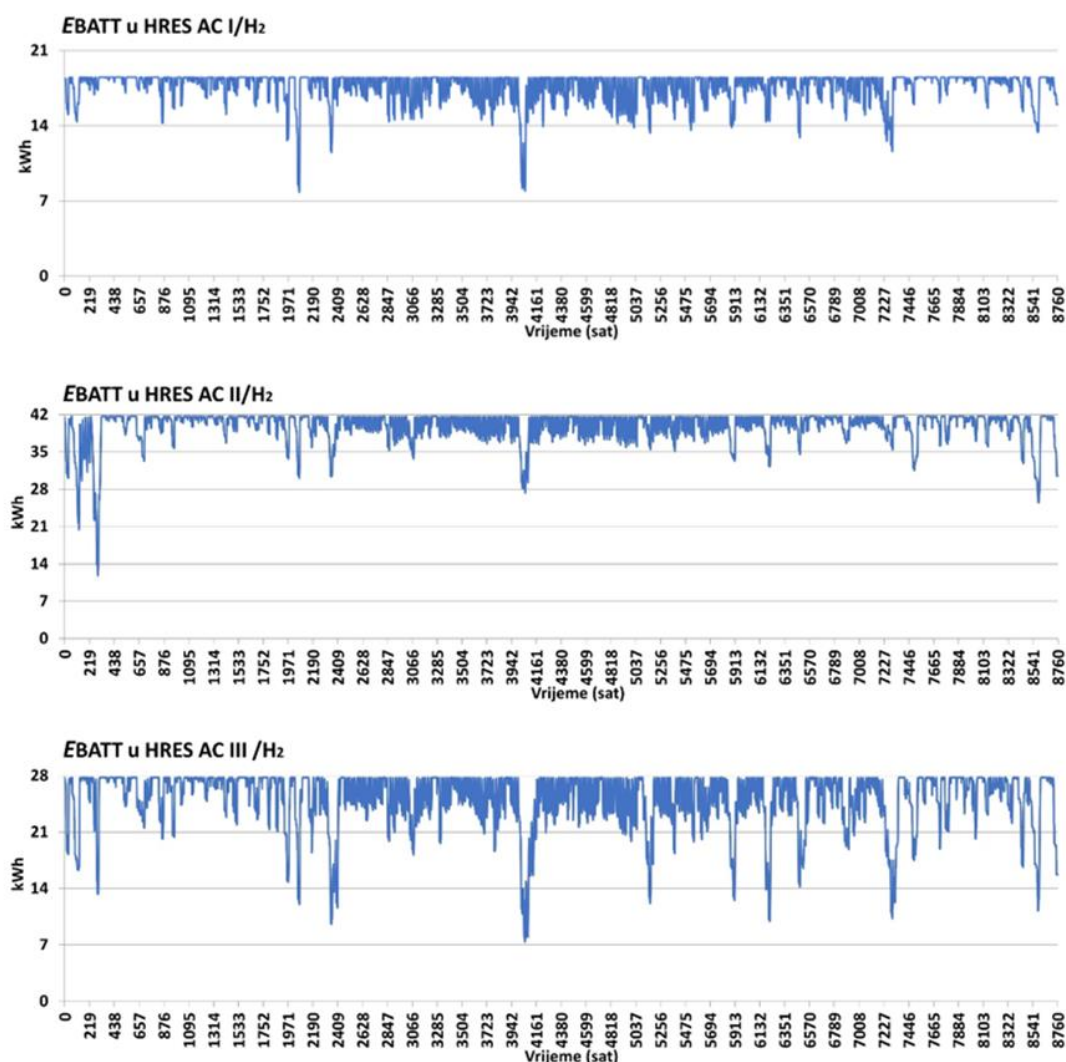 EBATT u HRES AC I/H₂
21
14
7
0
kWh
0 219 438 657 876 1095 1314 1533 1752 1971 2190 2409 2628 2847 3066 3285 3504 3723 3942 4161 4380 4599 4818 5037 5256 5475 5694 5913 6132 6351 6570 6789 7008 7227 7446 7665 7884 8103 8322 8541 8760
Vrijeme (sat)
EBATT u HRES AC II/H₂
42
35
28
21
14
7
0
kWh
0 219 438 657 876 1095 1314 1533 1752 1971 2190 2409 2628 2847 3066 3285 3504 3723 3942 4161 4380 4599 4818 5037 5256 5475 5694 5913 6132 6351 6570 6789 7008 7227 7446 7665 7884 8103 8322 8541 8760
Vrijeme (sat)
EBATT u HRES AC III /H₂
28
21
14
7
0
kWh
0 219 438 657 876 1095 1314 1533 1752 1971 2190 2409 2628 2847 3066 3285 3504 3723 3942 4161 4380 4599 4818 5037 5256 5475 5694 5913 6132 6351 6570 6789 7008 7227 7446 7665 7884 8103 8322 8541 8760
Vrijeme (sat)